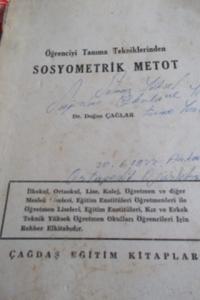 Öğrenciyi Tanıma Tekniklerinden
SOSYOMETRİK METOT
Dr. Doğan ÇAĞLAR
İlkokul, Ortaokul, Lise, Kolej, Öğretmen ve diğer
Meslek Liseleri, Eğitim Enstitüleri Öğretmenleri ile
Öğretmen Liseleri, Eğitim Enstitüleri, Kız ve Erkek
Teknik Yüksek Öğretmen Okulları Öğrencileri İçin
Rehber Elkitabıdır.
ÇAĞDAŞ EĞİTİM KİTAPLAR